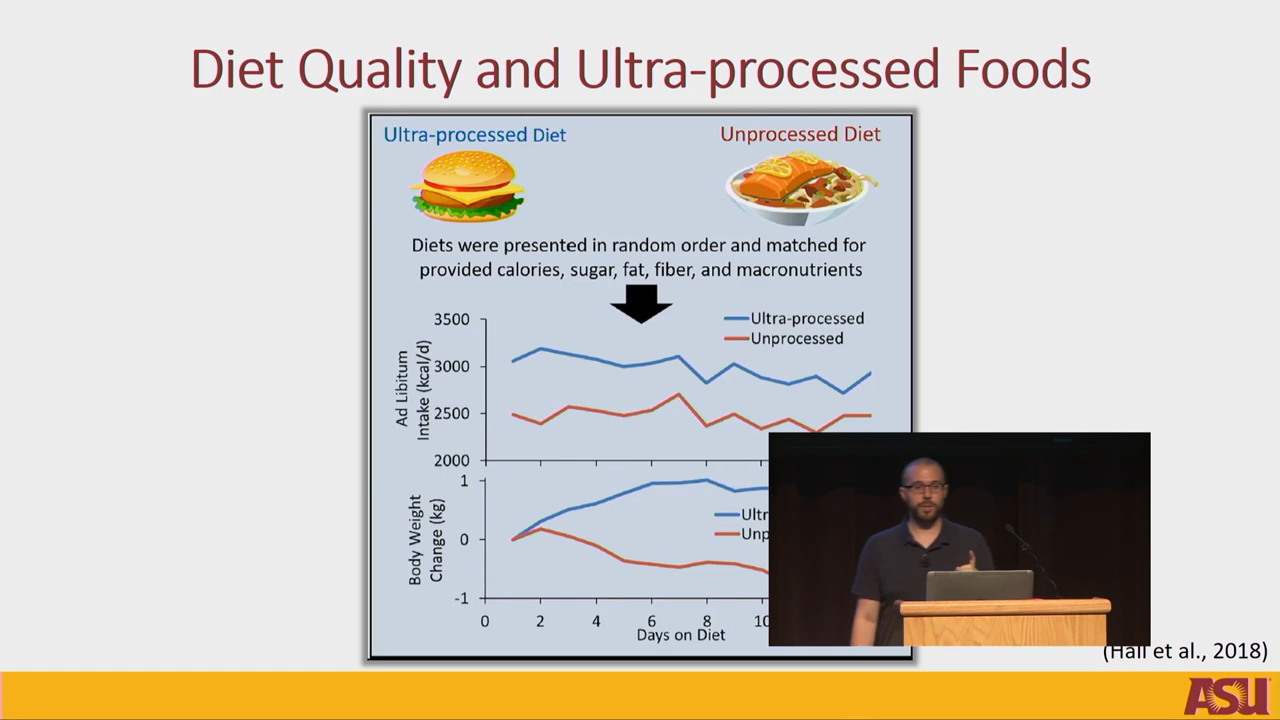 Diet Quality and Ultra-processed Foods
Ultra-processed Diet
Unprocessed Diet
Diets were presented in random order and matched for
provided calories, sugar, fat, fiber, and macronutrients
3500
3000
2500
2000
Ad Libitum
Intake (kcal/d)
Ultra-processed
Unprocessed
1
0
-1
Body Weight
Change (kg)
Ultr
Unp
0 2 4 6 8 10
Days on Diet
(Hall et al., 2018)
ASU